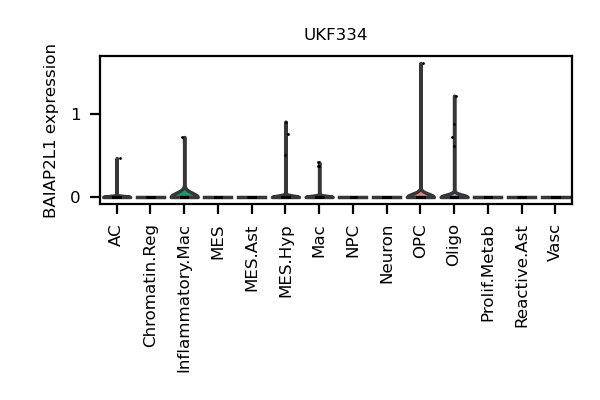 UKF334
BAIAP2L1 expression
1
0
AC
Chromatin.Reg
Inflammatory.Mac
MES
MES.Ast
MES.Hyp
Mac
NPC
Neuron
OPC
Oligo
Prolif.Metab
Reactive.Ast
Vasc